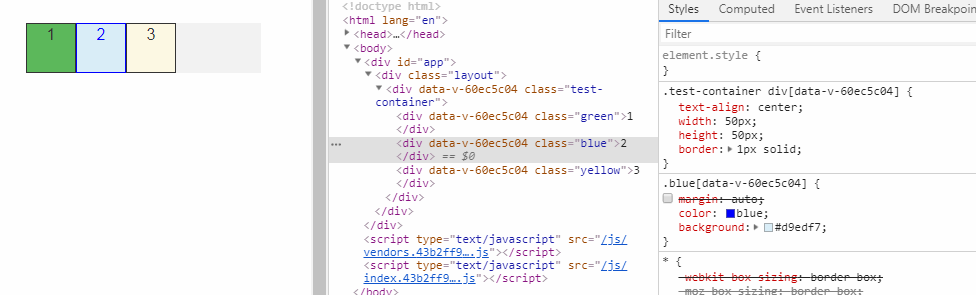 1 2 3
<!doctype html>
<html lang="en">
<head>…</head>
<body>
<div id="app">
<div class="layout">
<div data-v-60ec5c04 class="test-
container">
<div data-v-60ec5c04 class="green">1
</div>
… <div data-v-60ec5c04 class="blue">2
</div> == $0
<div data-v-60ec5c04 class="yellow">3
</div>
</div>
</div>
</div>
<script type="text/javascript" src="/js/
vendors.43b2ff9….js"></script>
<script type="text/javascript" src="/js/
index.43b2ff9….js"></script>
</body>
Styles Computed Event Listeners DOM Breakpoin
Filter
element.style {
}
.test-container div[data-v-60ec5c04] {
text-align: center;
width: 50px;
height: 50px;
border: 1px solid;
}
.blue[data-v-60ec5c04] {
margin: auto;
color: blue;
background: #d9edf7;
}
* {
-webkit-box-sizing: border-box;
-moz-box-sizing: border-box;